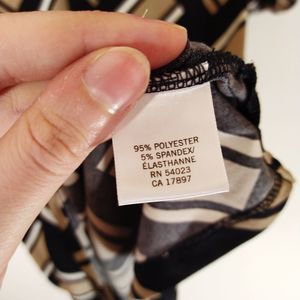 95% POLYESTER
5% SPANDEX/
ÉLASTHANNE
RN 54023
CA 17897